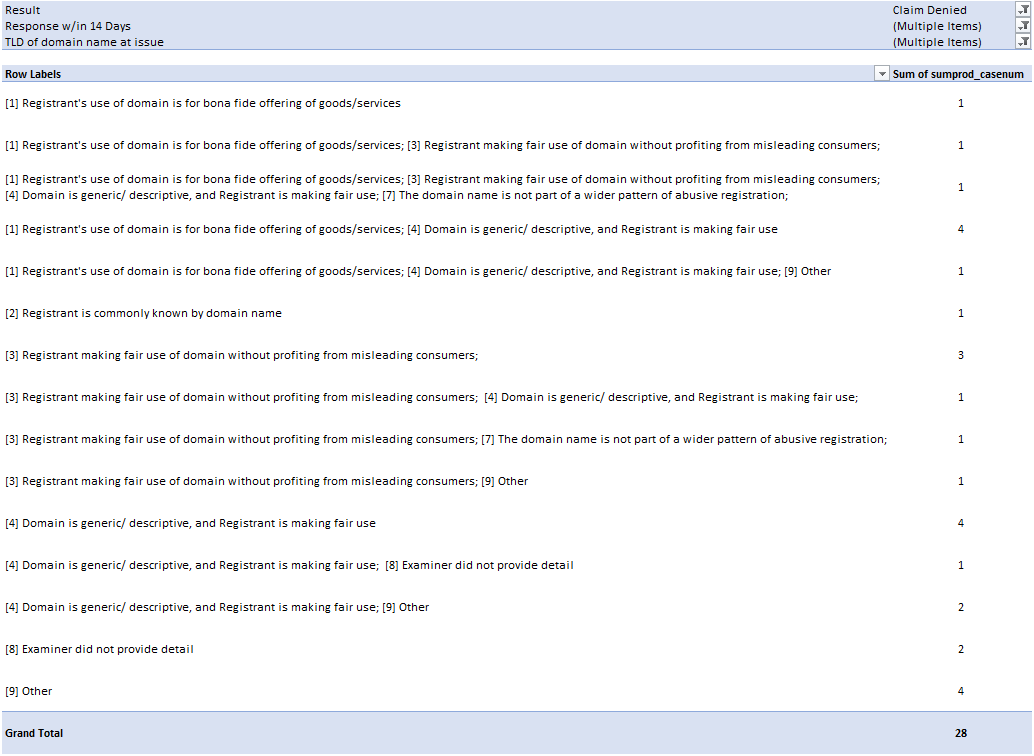 Result Claim Denied
Response w/in 14 Days (Multiple Items)
TLD of domain name at issue (Multiple Items)
Row Labels Sum of sumprod_casenum
[1] Registrant's use of domain is for bona fide offering of goods/services 1
[1] Registrant's use of domain is for bona fide offering of goods/services; [3] Registrant making fair use of domain without profiting from misleading consumers; 1
[1] Registrant's use of domain is for bona fide offering of goods/services; [3] Registrant making fair use of domain without profiting from misleading consumers;
[4] Domain is generic/ descriptive, and Registrant is making fair use; [7] The domain name is not part of a wider pattern of abusive registration; 1
[1] Registrant's use of domain is for bona fide offering of goods/services; [4] Domain is generic/ descriptive, and Registrant is making fair use 4
[1] Registrant's use of domain is for bona fide offering of goods/services; [4] Domain is generic/ descriptive, and Registrant is making fair use; [9] Other 1
[2] Registrant is commonly known by domain name 1
[3] Registrant making fair use of domain without profiting from misleading consumers; 3
[3] Registrant making fair use of domain without profiting from misleading consumers;  [4] Domain is generic/ descriptive, and Registrant is making fair use; 1
[3] Registrant making fair use of domain without profiting from misleading consumers; [7] The domain name is not part of a wider pattern of abusive registration; 1
[3] Registrant making fair use of domain without profiting from misleading consumers; [9] Other 1
[4] Domain is generic/ descriptive, and Registrant is making fair use 4
[4] Domain is generic/ descriptive, and Registrant is making fair use;  [8] Examiner did not provide detail 1
[4] Domain is generic/ descriptive, and Registrant is making fair use; [9] Other 2
[8] Examiner did not provide detail 2
[9] Other 4
Grand Total 28